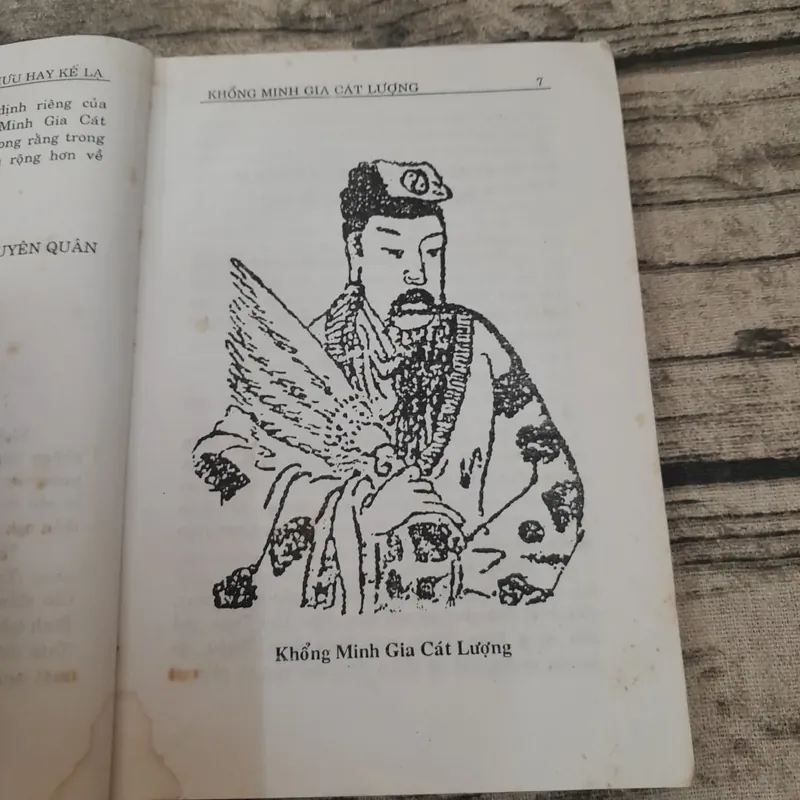 ƯU HAY KẾ LẠ
định riêng của
Minh Gia Cát
ong rằng trong
rộng hơn về
UYÊN QUÂN
KHỔNG MINH GIA CÁT LƯỢNG 7
Khổng Minh Gia Cát Lượng